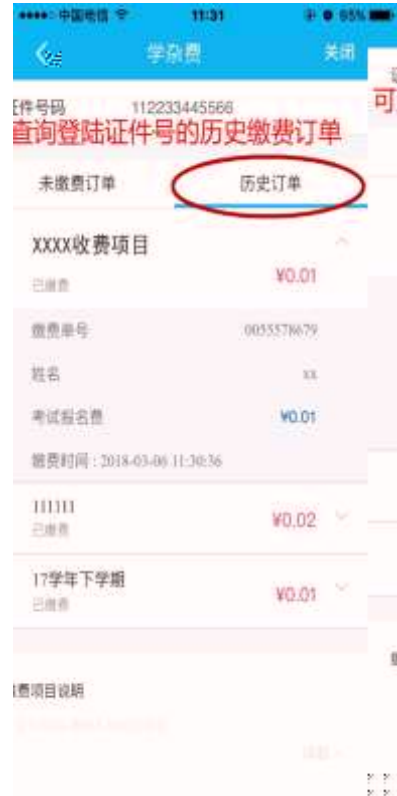 中国电信 11:31 65%
学杂费 关闭
证件号码 112233445566
查询登陆证件号的历史缴费订单
可
未缴费订单 历史订单
XXXX收费项目
已缴费 ¥0.01
缴费单号 0055578679
姓名 xx
考试报名费 ¥0.01
缴费时间 : 2018-03-06 11:30:36
111111
已缴费 ¥0.02
17学年下学期
已缴费 ¥0.01
费项目说明